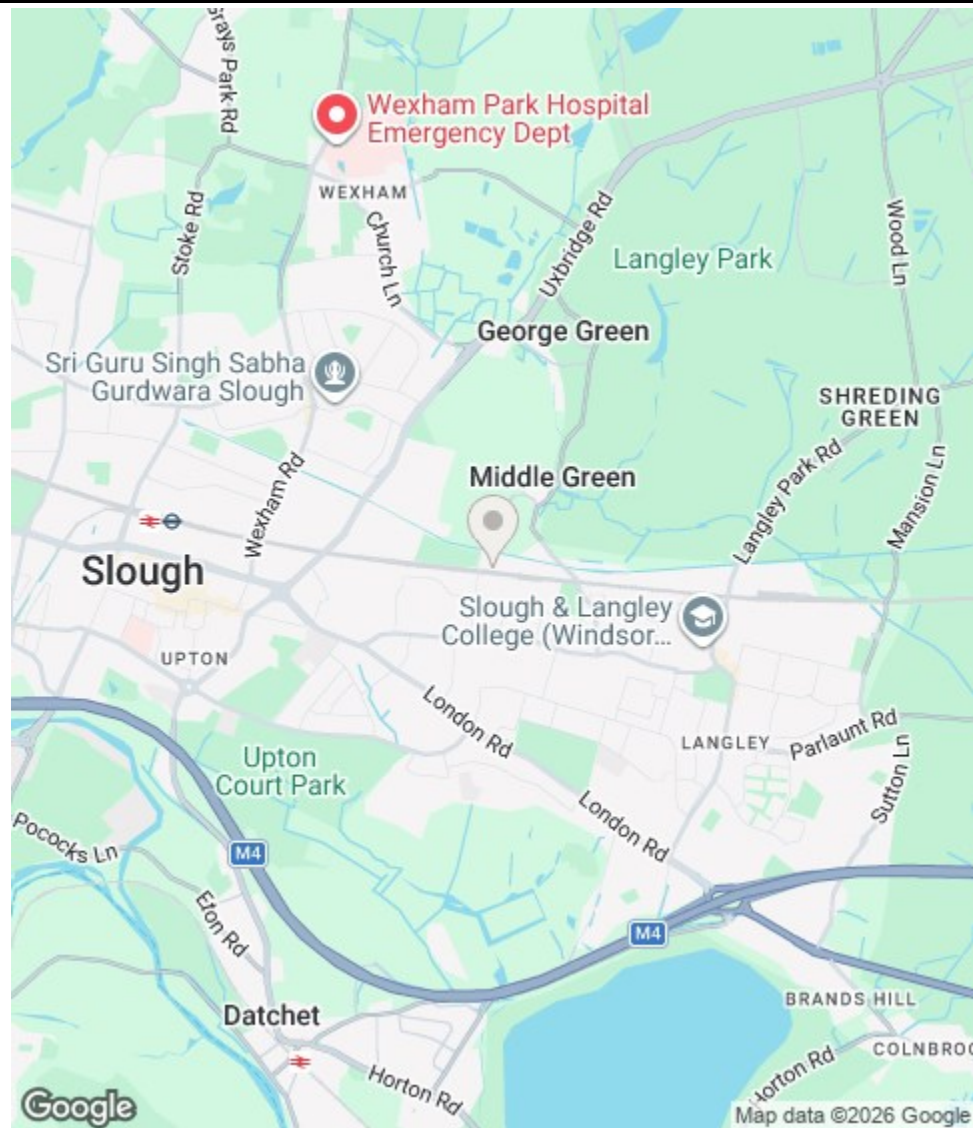 Grays Park Rd
Wexham Park Hospital
Emergency Dept
WEXHAM
Stoke Rd
Church Ln
Uxbridge Rd
Wood Ln
Langley Park
George Green
Sri Guru Singh Sabha
Gurdwara Slough
SHREDING
GREEN
Wexham Rd
Middle Green
Langley Park Rd
Mansion Ln
Slough
Slough & Langley
College (Windsor...
UPTON
London Rd
LANGLEY
Parlaunt Rd
Upton
Court Park
Sutton Ln
London Rd
Pococks Ln
M4
Eton Rd
M4
Datchet
BRANDS HILL
COLNBROO
Horton Rd
Horton Rd
Google
Map data ©2026 Google